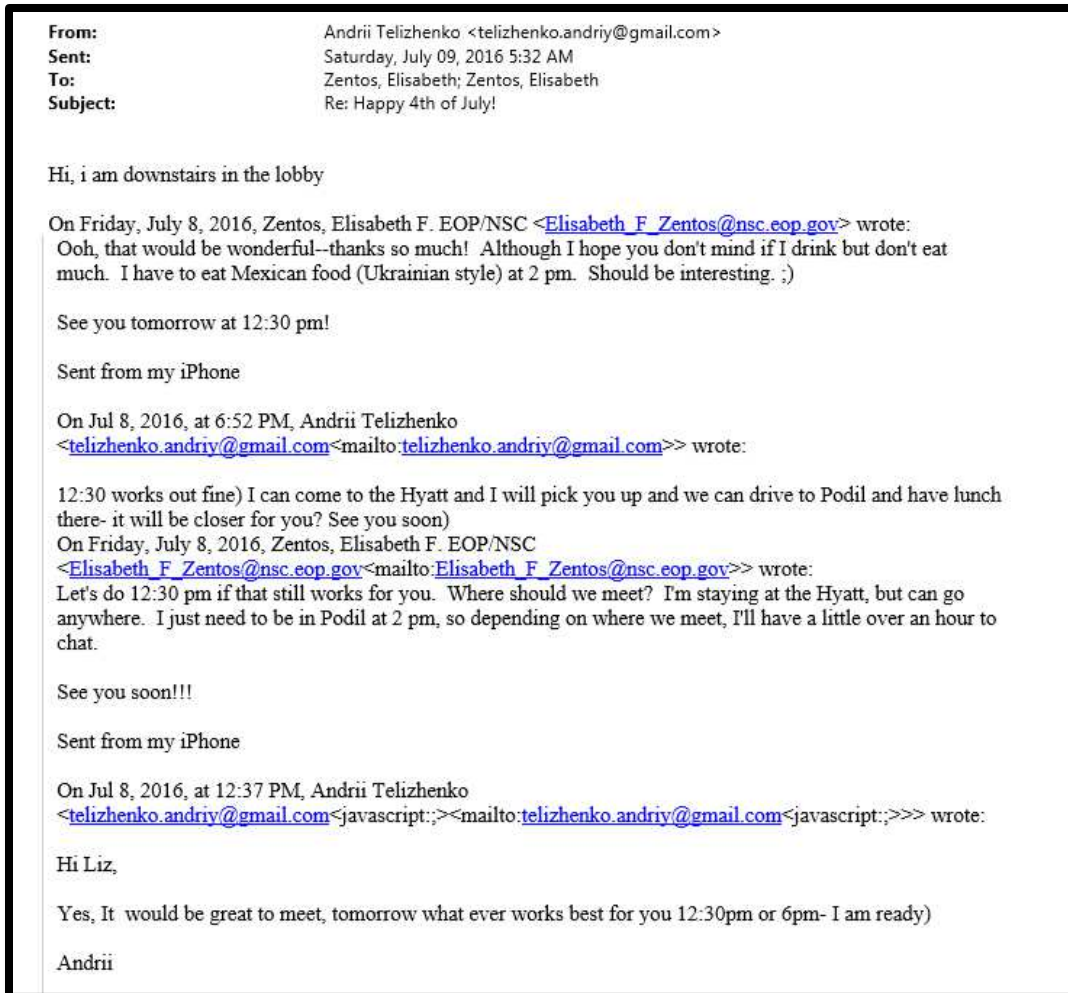 From: Andrii Telizhenko <telizhenko.andriy@gmail.com>
Sent: Saturday, July 09, 2016 5:32 AM
To: Zentos, Elisabeth; Zentos, Elisabeth
Subject: Re: Happy 4th of July!
Hi, i am downstairs in the lobby
On Friday, July 8, 2016, Zentos, Elisabeth F. EOP/NSC <Elisabeth_F_Zentos@nsc.eop.gov> wrote:
Ooh, that would be wonderful--thanks so much!  Although I hope you don't mind if I drink but don't eat
much.  I have to eat Mexican food (Ukrainian style) at 2 pm.  Should be interesting. ;)
See you tomorrow at 12:30 pm!
Sent from my iPhone
On Jul 8, 2016, at 6:52 PM, Andrii Telizhenko
<telizhenko.andriy@gmail.com<mailto:telizhenko.andriy@gmail.com>> wrote:
12:30 works out fine) I can come to the Hyatt and I will pick you up and we can drive to Podil and have lunch
there- it will be closer for you? See you soon)
On Friday, July 8, 2016, Zentos, Elisabeth F. EOP/NSC
<Elisabeth_F_Zentos@nsc.eop.gov<mailto:Elisabeth_F_Zentos@nsc.eop.gov>> wrote:
Let's do 12:30 pm if that still works for you.  Where should we meet?  I'm staying at the Hyatt, but can go
anywhere.  I just need to be in Podil at 2 pm, so depending on where we meet, I'll have a little over an hour to
chat.
See you soon!!!
Sent from my iPhone
On Jul 8, 2016, at 12:37 PM, Andrii Telizhenko
<telizhenko.andriy@gmail.com<javascript:;><mailto:telizhenko.andriy@gmail.com<javascript:;>>> wrote:
Hi Liz,
Yes, It  would be great to meet, tomorrow what ever works best for you 12:30pm or 6pm- I am ready)
Andrii